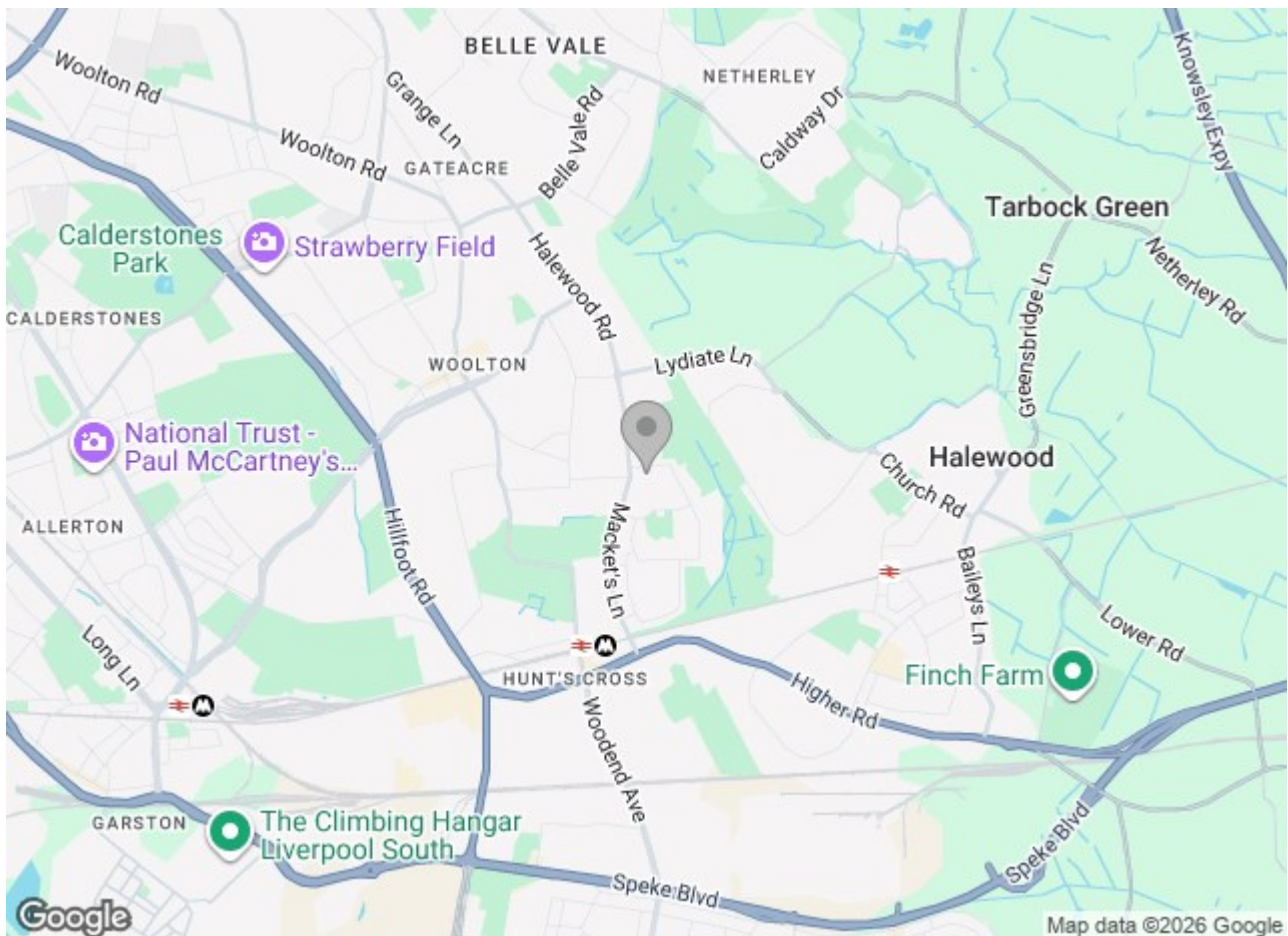 BELLE VALE
NETHERLEY
Woolton Rd
Grange Ln
Knowsley Expy
Belle Vale Rd
Caldway Dr
Woolton Rd
GATEACRE
Tarbock Green
Calderstones
Park
Strawberry Field
Halewood Rd
Netherley Rd
Greensbridge Ln
CALDERSTONES
WOOLTON
Lydiate Ln
National Trust -
Paul McCartney's...
Halewood
Church Rd
ALLERTON
Hillfoot Rd
Macket's Ln
Baileys Ln
Lower Rd
Long Ln
HUNT'S CROSS
Finch Farm
Higher Rd
Woodend Ave
GARSTON
The Climbing Hangar
Liverpool South
Speke Blvd
Speke Blvd
Google
Map data ©2026 Google